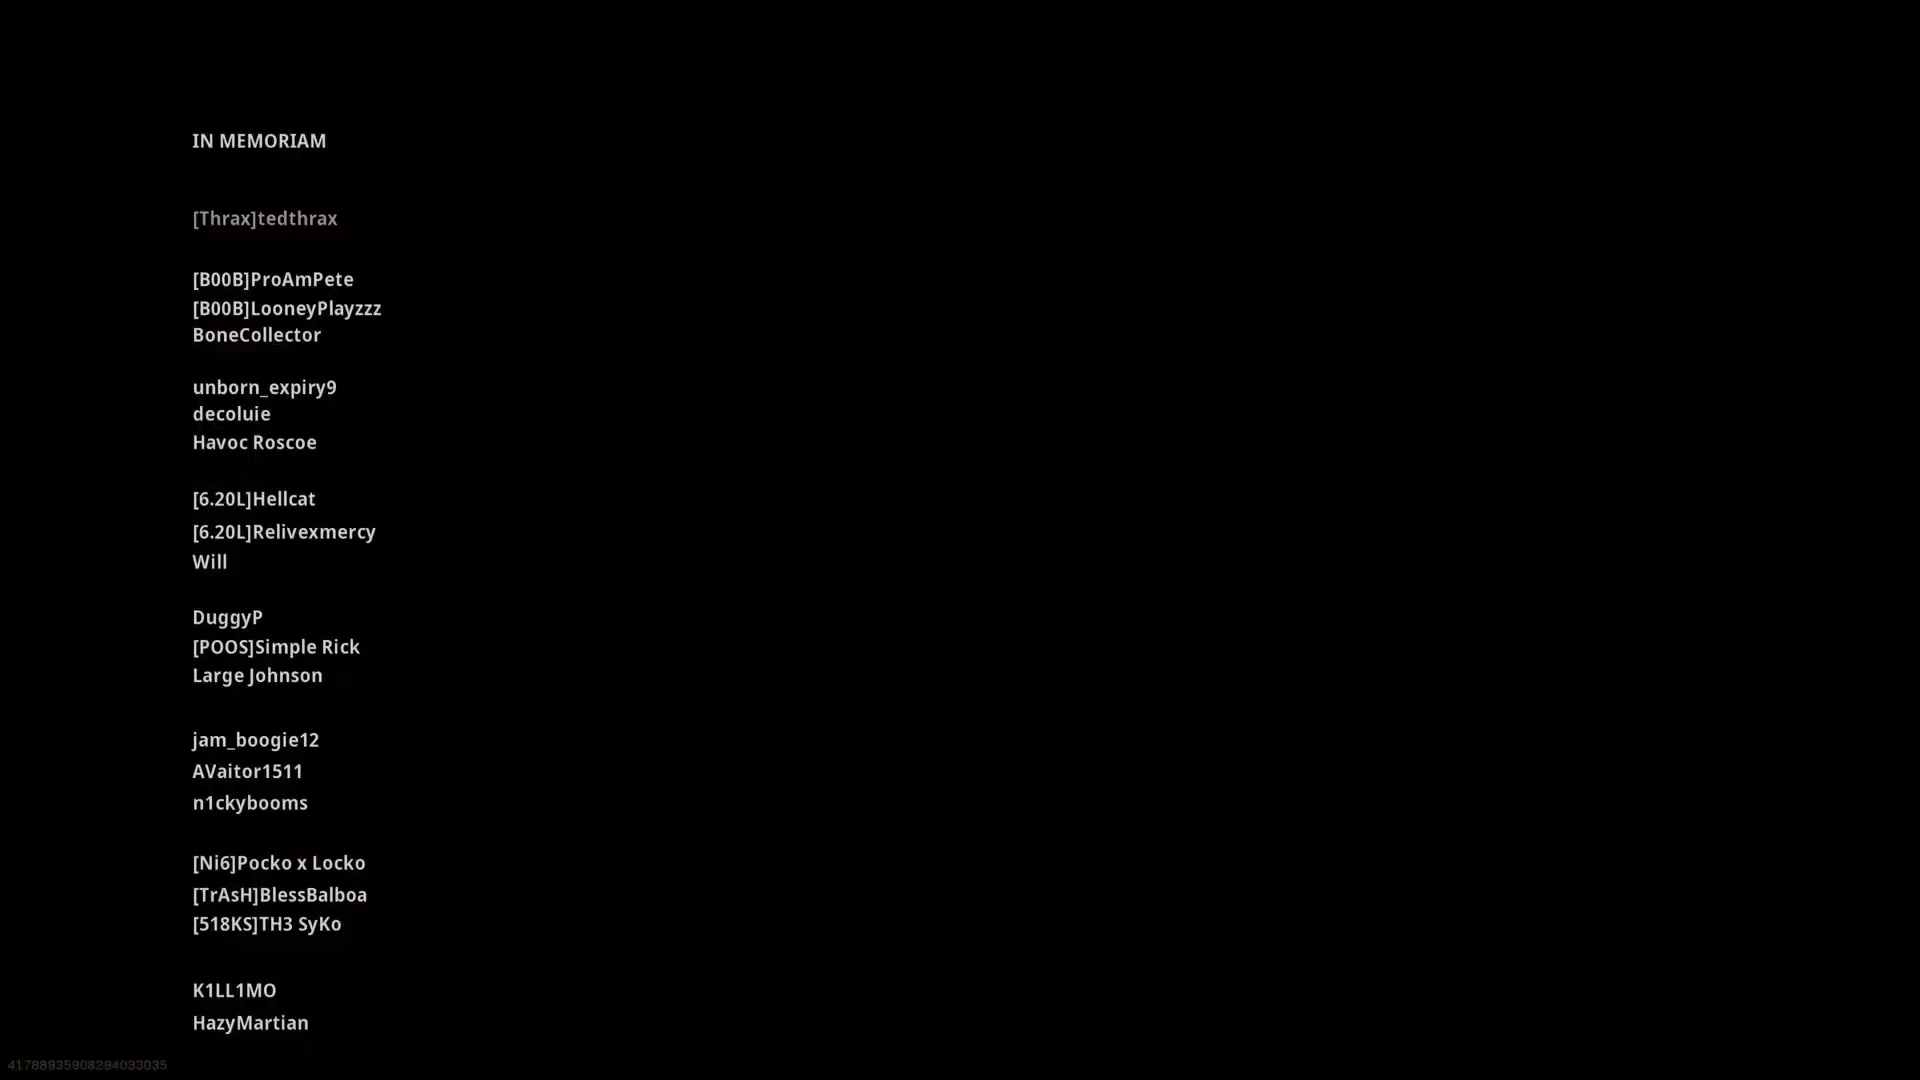 IN MEMORIAM
[Thrax]tedthrax
[B00B]ProAmPete
[B00B]LooneyPlayzzz
BoneCollector
unborn_expiry9
decoluie
Havoc Roscoe
[6.20L]Hellcat
[6.20L]Relivexmercy
Will
DuggyP
[POOS]Simple Rick
Large Johnson
jam_boogie12
AVaitor1511
n1ckybooms
[Ni6]Pocko x Locko
[TrAsH]BlessBalboa
[518KS]TH3 SyKo
K1LL1MO
HazyMartian
41788935908294033035